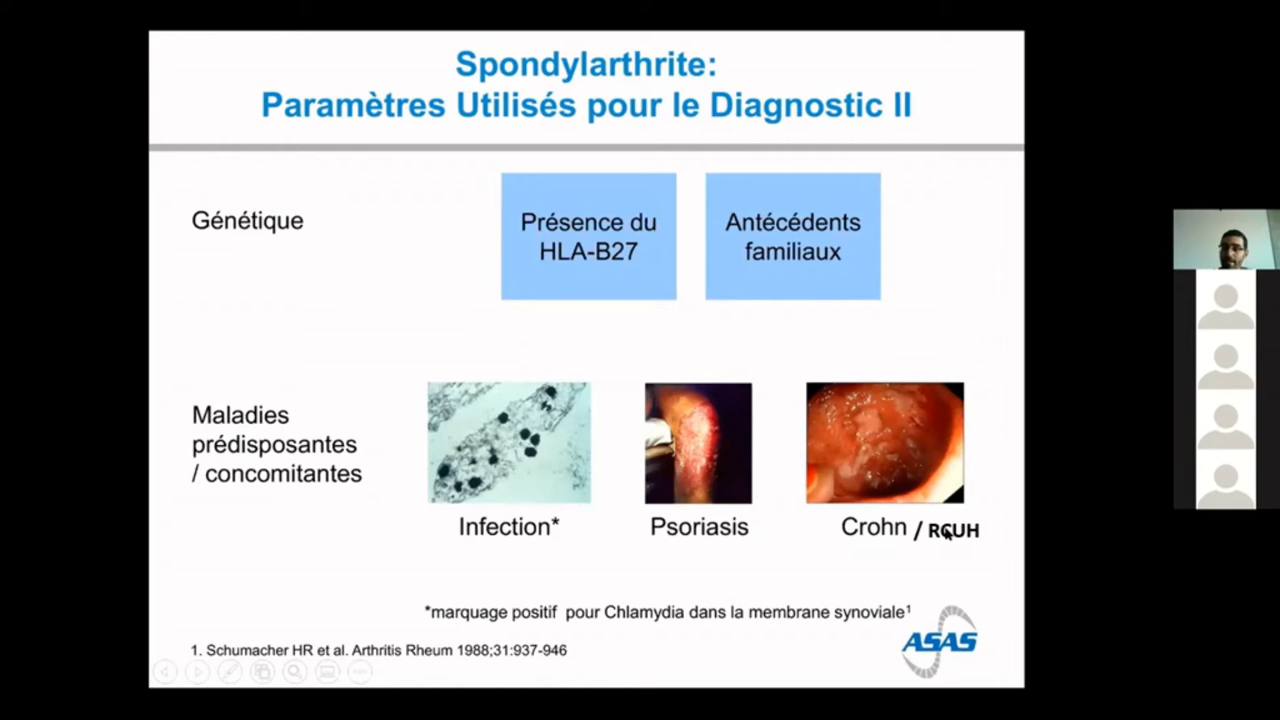 Spondylarthrite:
Paramètres Utilisés pour le Diagnostic II
Génétique
Présence du
HLA-B27
Antécédents
familiaux
Maladies
prédisposantes
/ concomitantes
Infection*
Psoriasis
Crohn / RCUH
*marquage positif pour Chlamydia dans la membrane synoviale¹
1. Schumacher HR et al. Arthritis Rheum 1988;31:937-946
ASAS